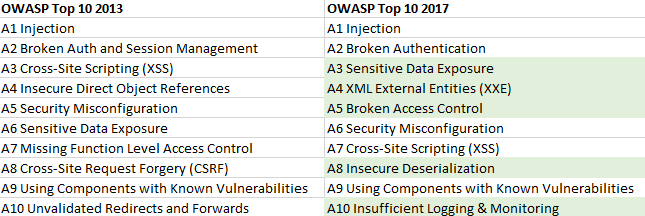 OWASP Top 10 2013 OWASP Top 10 2017
A1 Injection A1 Injection
A2 Broken Auth and Session Management A2 Broken Authentication
A3 Cross-Site Scripting (XSS) A3 Sensitive Data Exposure
A4 Insecure Direct Object References A4 XML External Entities (XXE)
A5 Security Misconfiguration A5 Broken Access Control
A6 Sensitive Data Exposure A6 Security Misconfiguration
A7 Missing Function Level Access Control A7 Cross-Site Scripting (XSS)
A8 Cross-Site Request Forgery (CSRF) A8 Insecure Deserialization
A9 Using Components with Known Vulnerabilities A9 Using Components with Known Vulnerabilities
A10 Unvalidated Redirects and Forwards A10 Insufficient Logging & Monitoring